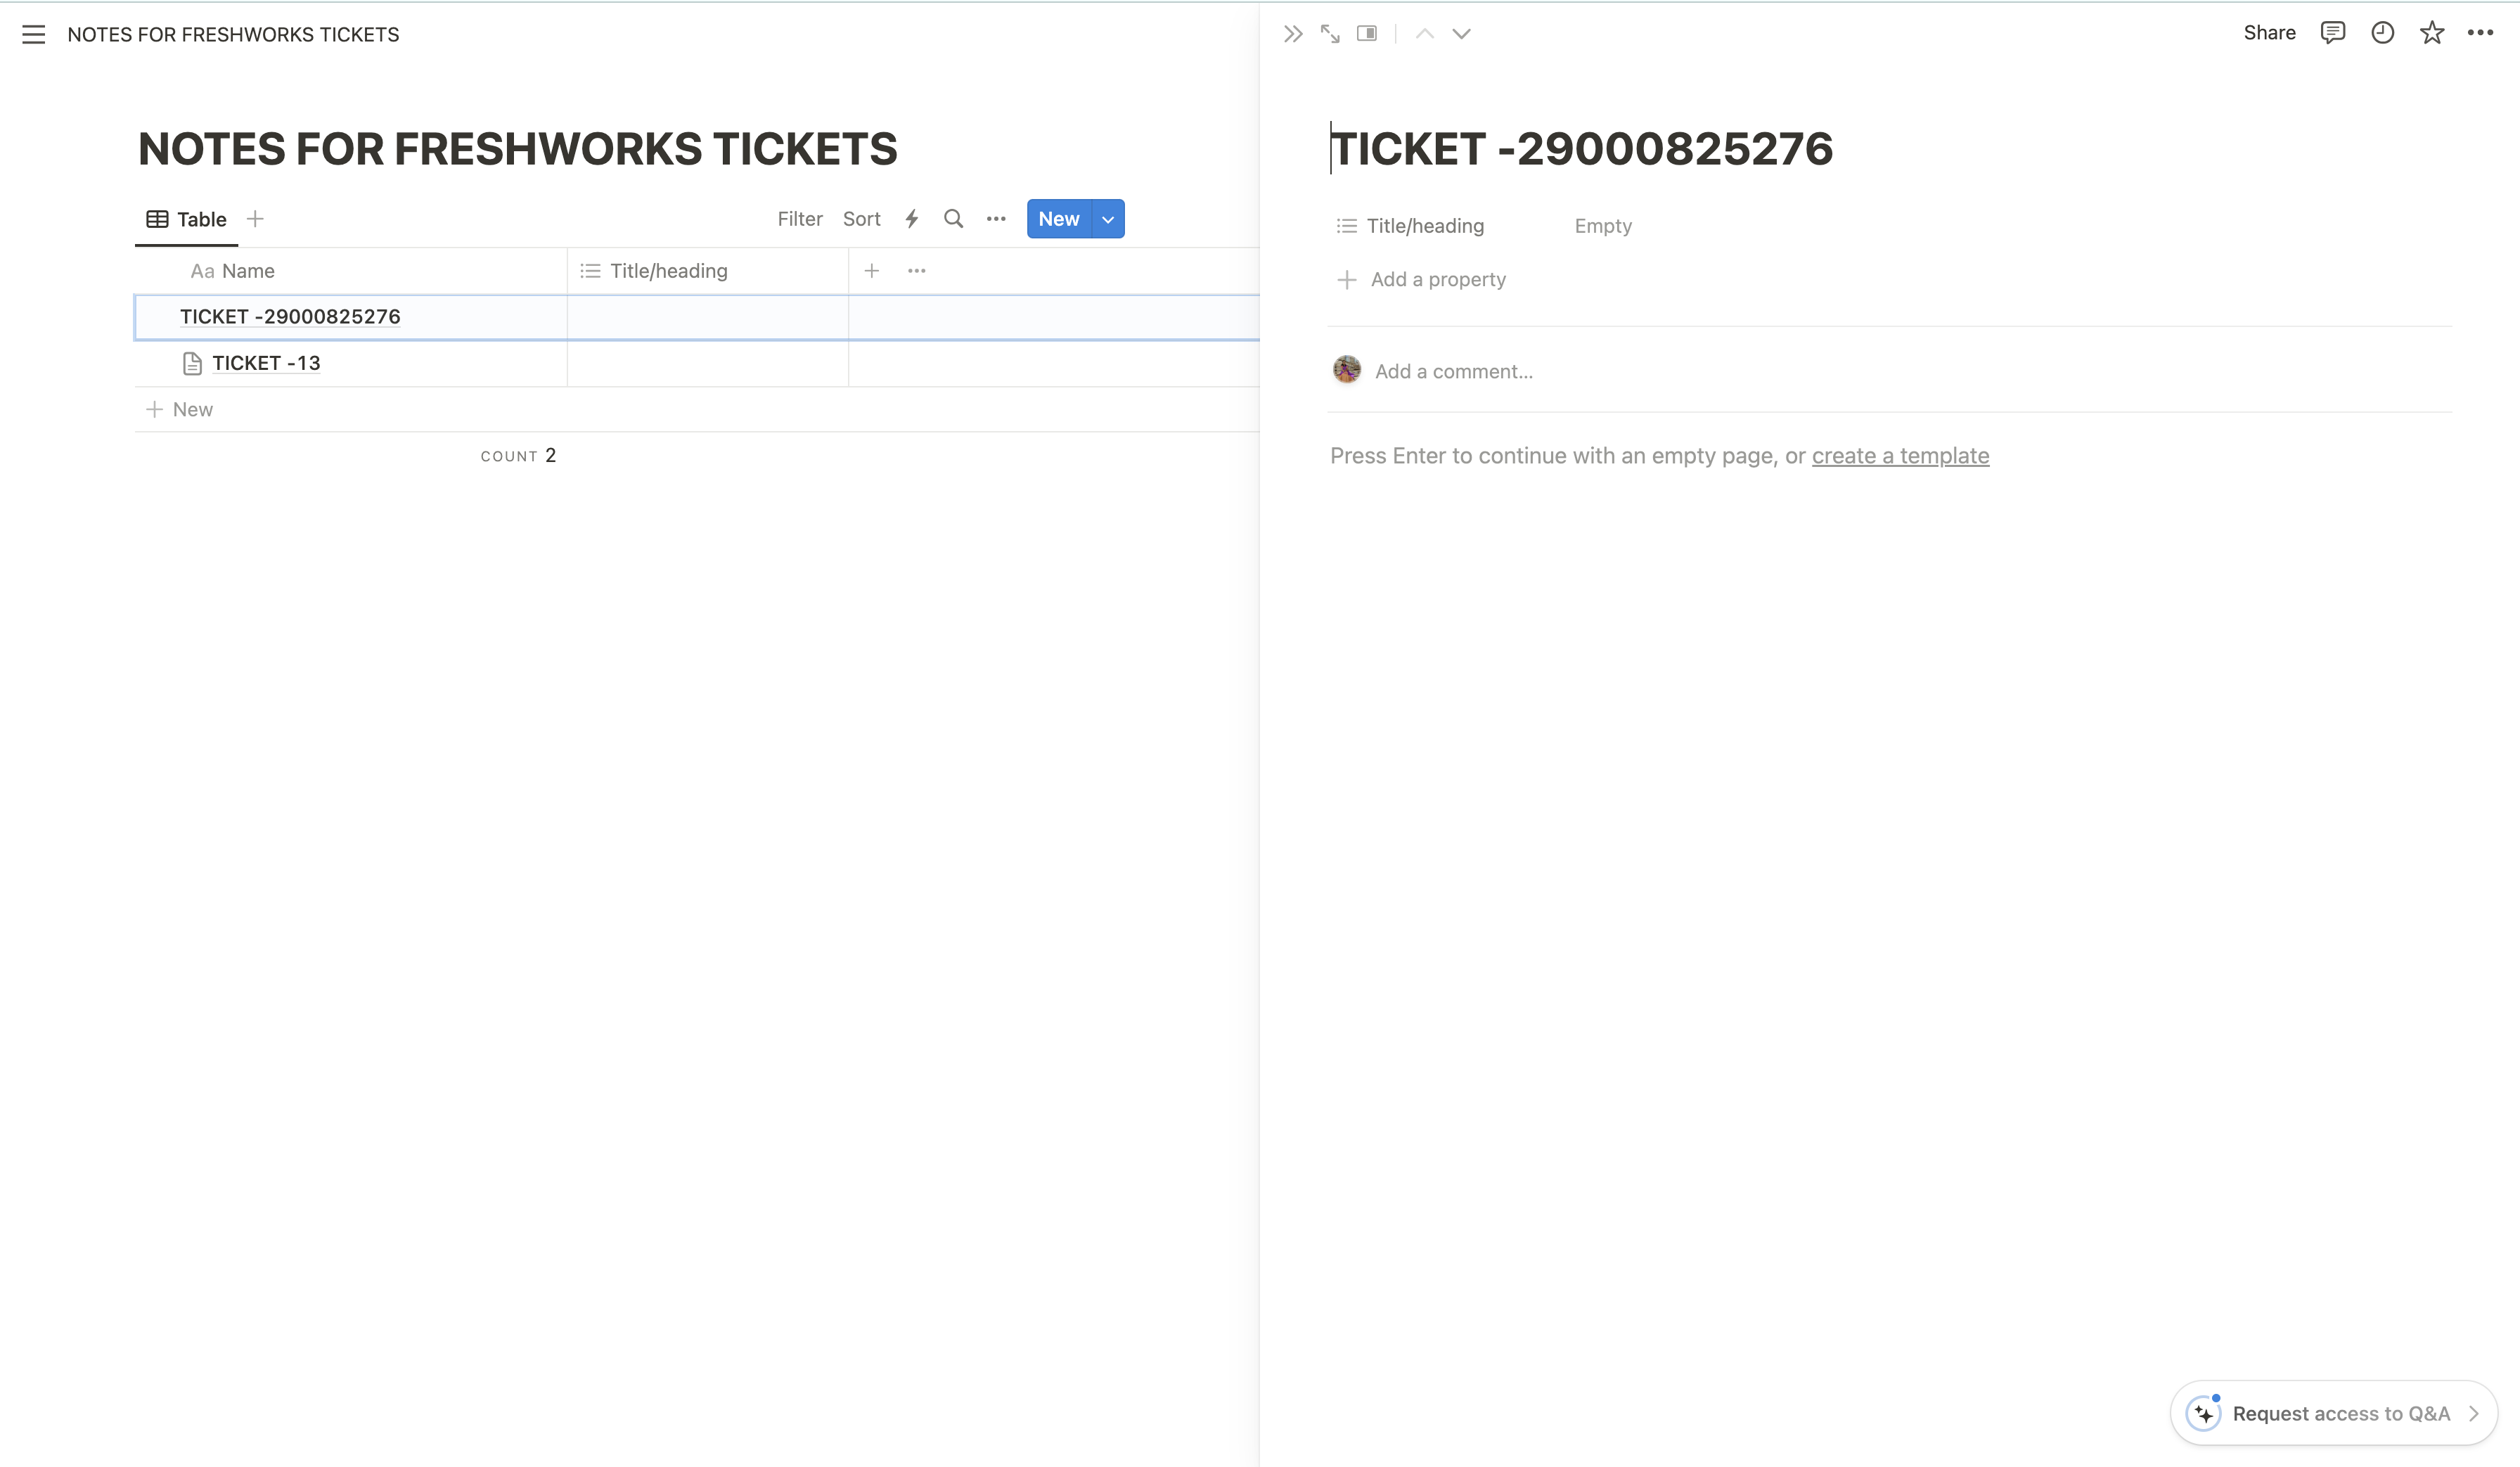 NOTES FOR FRESHWORKS TICKETS
Share
NOTES FOR FRESHWORKS TICKETS
Table
Filter Sort New
Aa Name Title/heading
TICKET -29000825276
TICKET -13
New
COUNT 2
TICKET -29000825276
Title/heading Empty
Add a property
Add a comment...
Press Enter to continue with an empty page, or create a template
Request access to Q&A